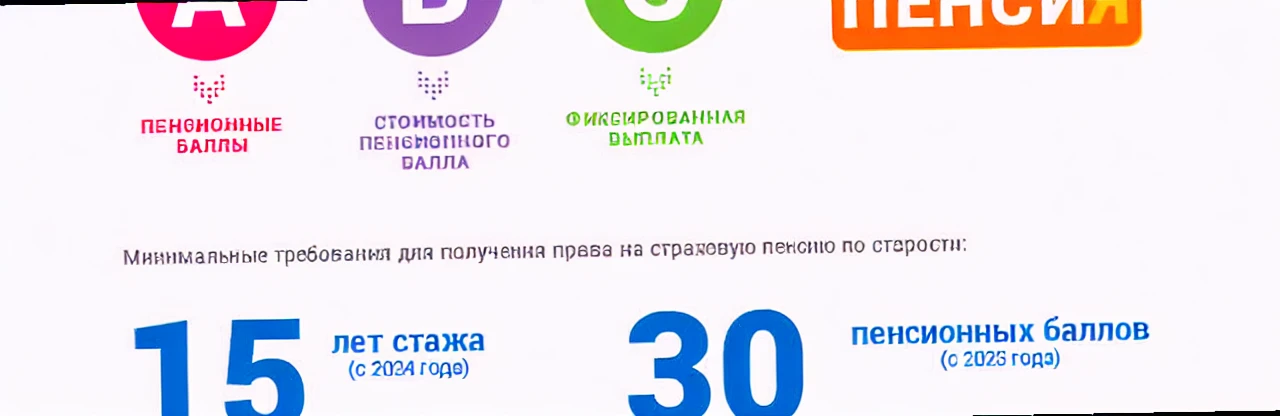 А В С ПЕНСИЯ
ПЕНСИОННЫЕ
БАЛЛЫ
СТОИМОСТЬ
ПЕНСИОННОГО
БАЛЛА
ФИКСИРОВАННАЯ
ВЫПЛАТА
Минимальные требования для получения права на страховую пенсию по старости:
15 лет стажа
(с 2024 года)
30 пенсионных баллов
(с 2025 года)